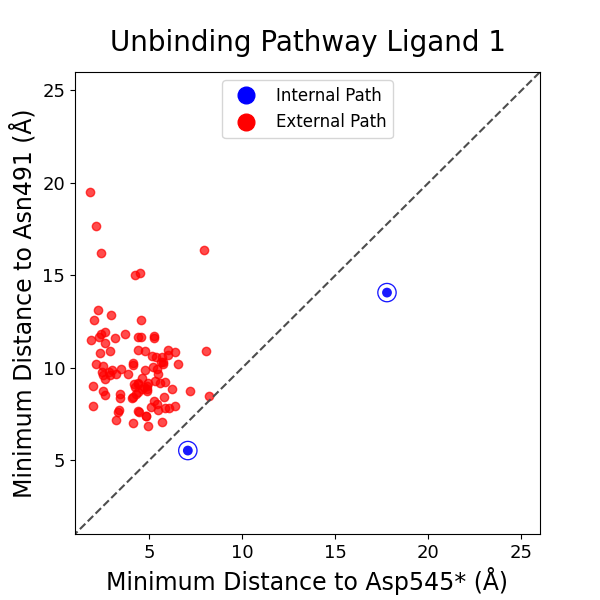 Unbinding Pathway Ligand 1
Internal Path
External Path
Minimum Distance to Asn491 (Å)
25
20
15
10
5
5 10 15 20 25
Minimum Distance to Asp545* (Å)